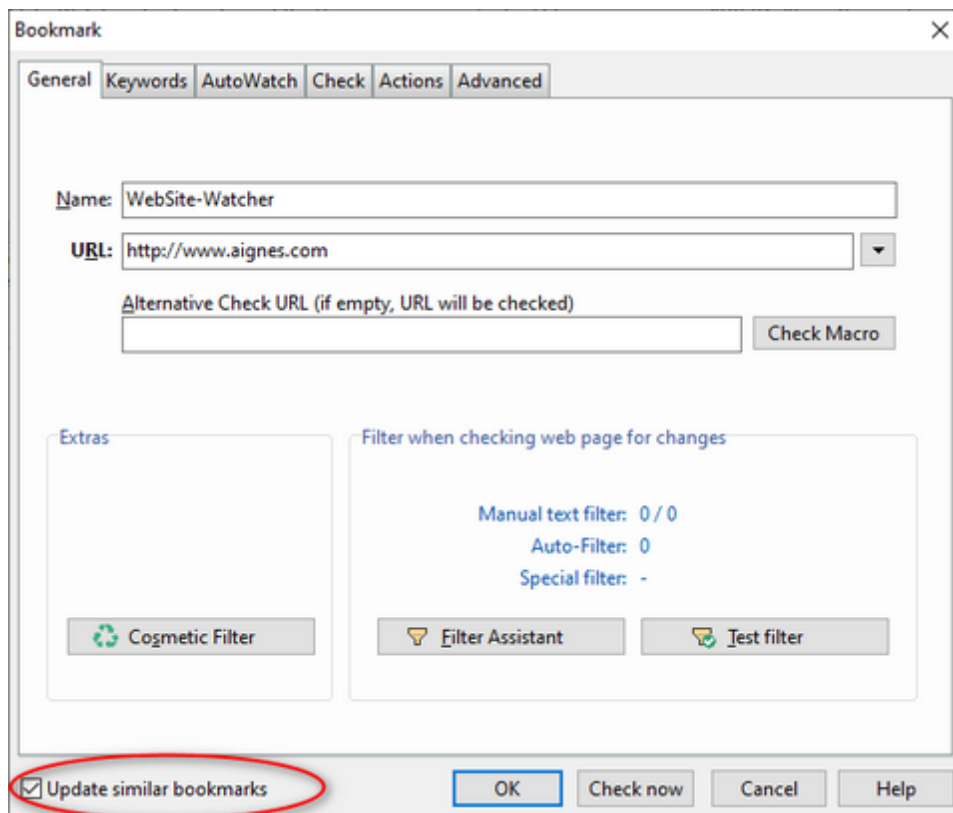 Bookmark
General Keywords AutoWatch Check Actions Advanced
Name: WebSite-Watcher
URL: http://www.aignes.com
Alternative Check URL (if empty, URL will be checked)
Check Macro
Extras
Filter when checking web page for changes
Manual text filter: 0 / 0
Auto-Filter: 0
Special filter: -
Cosmetic Filter
Filter Assistant
Test filter
Update similar bookmarks
OK
Check now
Cancel
Help